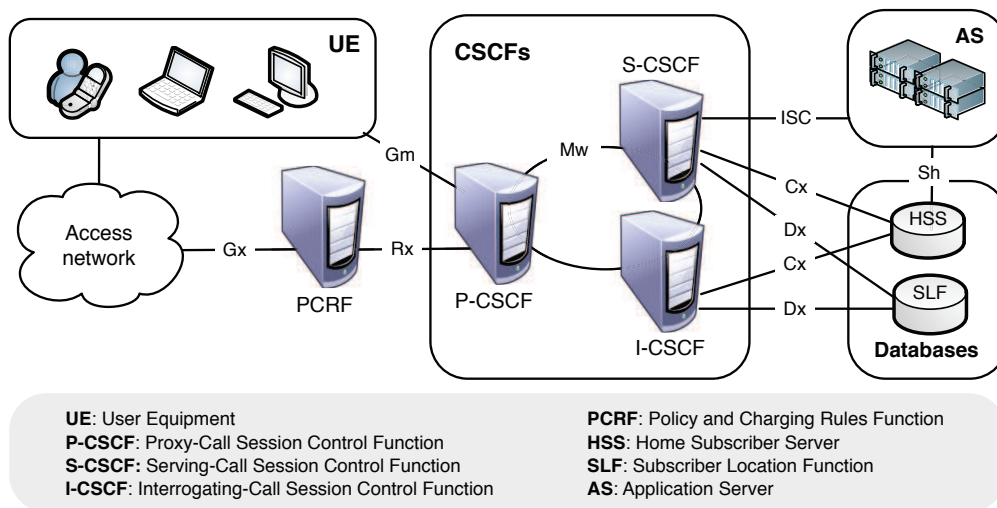 UE
CSCFs
AS
S-CSCF
ISC
Gm
Mw
Sh
Cx
HSS
Access
network
Gx
Rx
Dx
Cx
PCRF
P-CSCF
SLF
Dx
I-CSCF
Databases
UE: User Equipment
P-CSCF: Proxy-Call Session Control Function
S-CSCF: Serving-Call Session Control Function
I-CSCF: Interrogating-Call Session Control Function
PCRF: Policy and Charging Rules Function
HSS: Home Subscriber Server
SLF: Subscriber Location Function
AS: Application Server